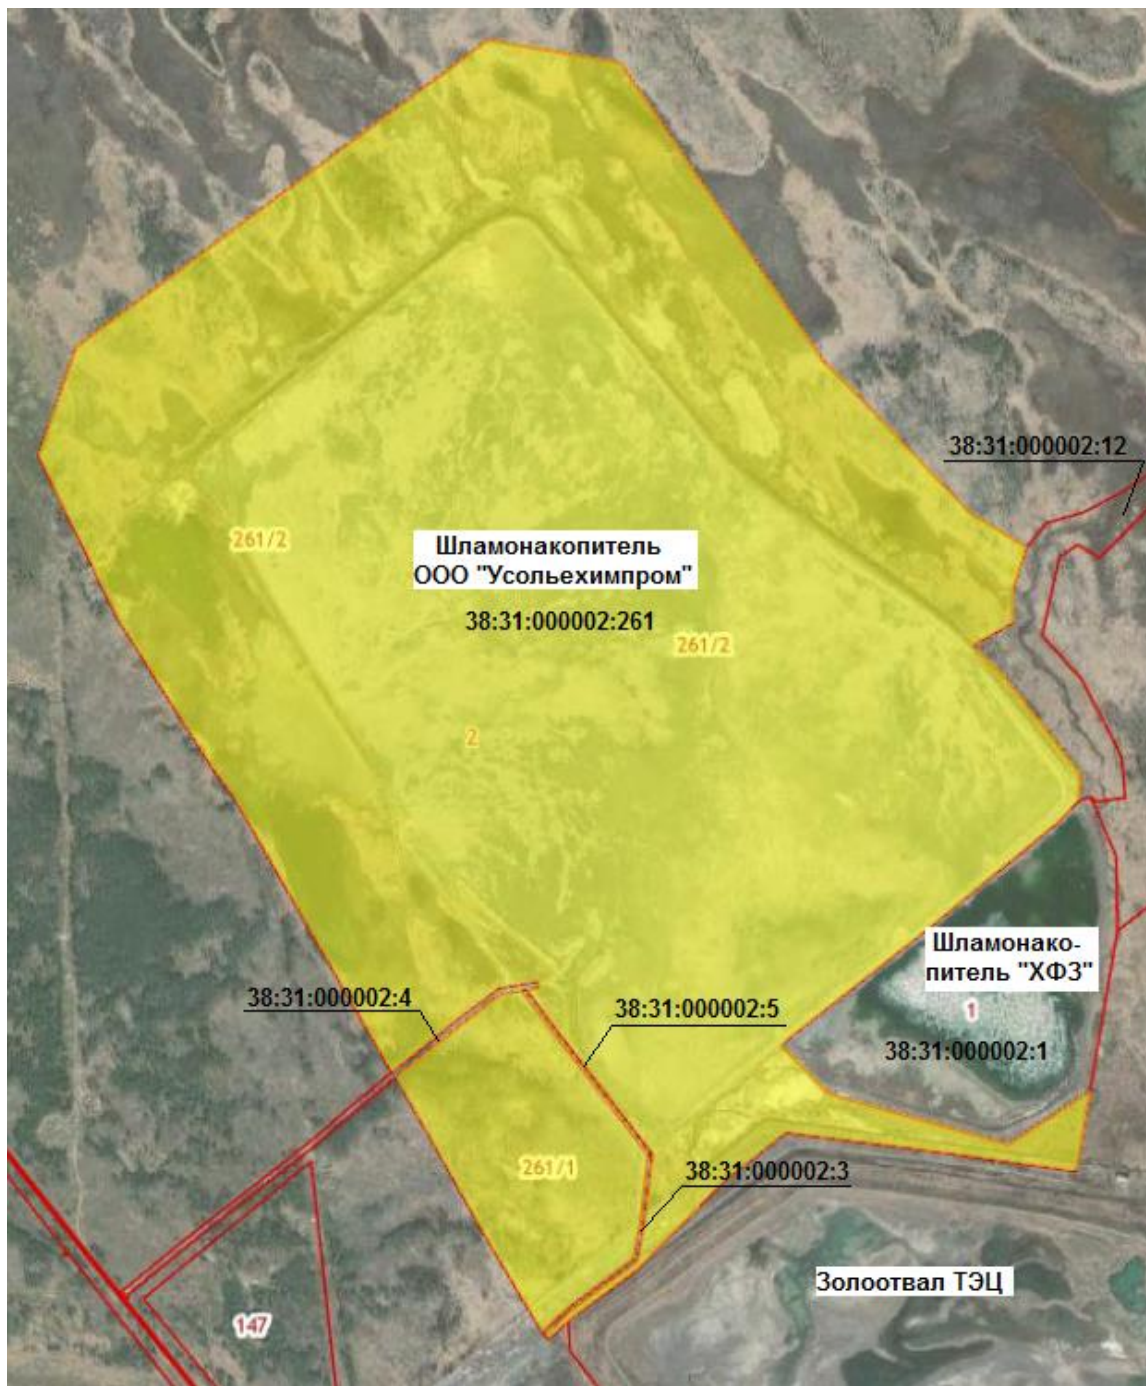 38:31:000002:12
261/2
Шламонакопитель
ООО "Усольехимпром"
38:31:000002:261
261/2
2
Шламонако-
питель "ХФЗ"
1
38:31:000002:1
38:31:000002:4
38:31:000002:5
261/1
38:31:000002:3
Золоотвал ТЭЦ
147